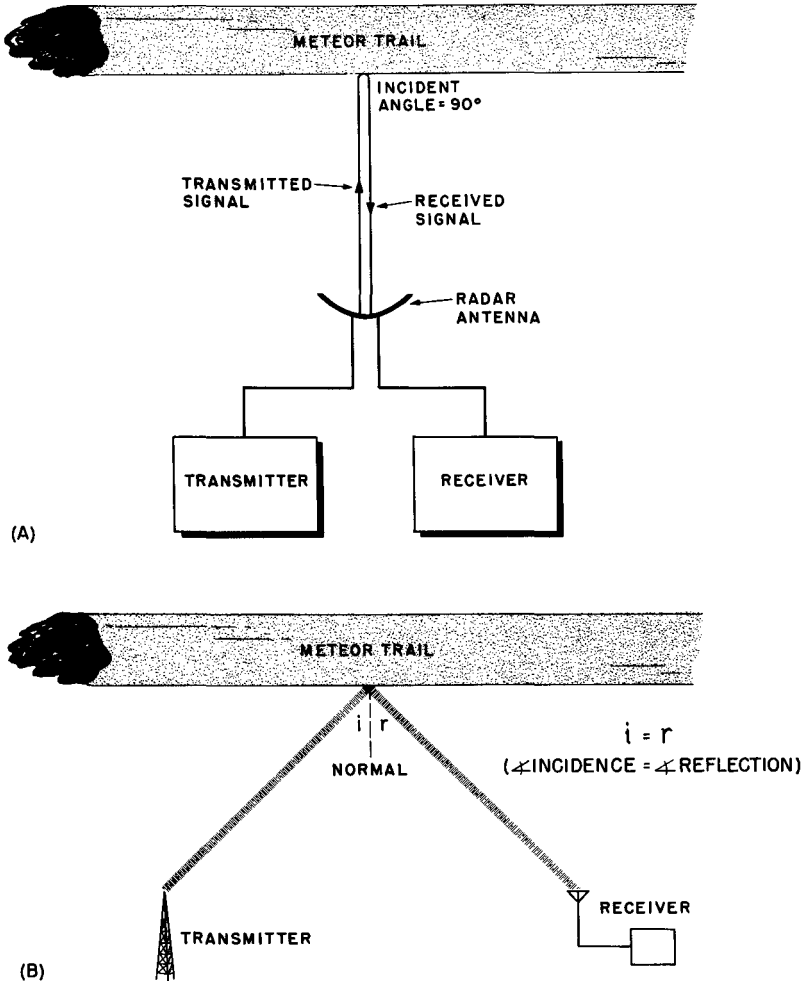 METEOR TRAIL
INCIDENT
ANGLE = 90°
TRANSMITTED
SIGNAL
RECEIVED
SIGNAL
RADAR
ANTENNA
TRANSMITTER
RECEIVER
(A)
METEOR TRAIL
i r
NORMAL
i = r
(∡INCIDENCE = ∡REFLECTION)
TRANSMITTER
RECEIVER
(B)